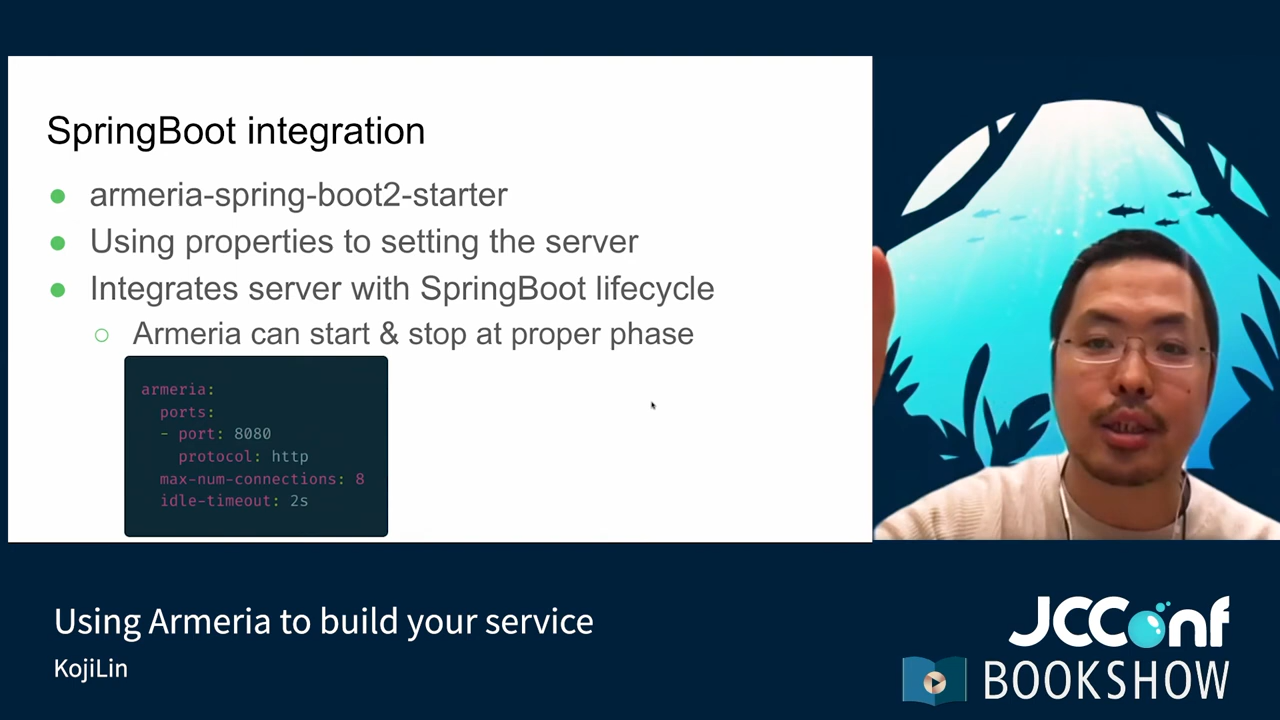 SpringBoot integration
● armeria-spring-boot2-starter
● Using properties to setting the server
● Integrates server with SpringBoot lifecycle
○ Armeria can start & stop at proper phase
armeria:
  ports:
  - port: 8080
    protocol: http
  max-num-connections: 8
  idle-timeout: 2s
Using Armeria to build your service
KojiLin
JCConf
BOOKSHOW